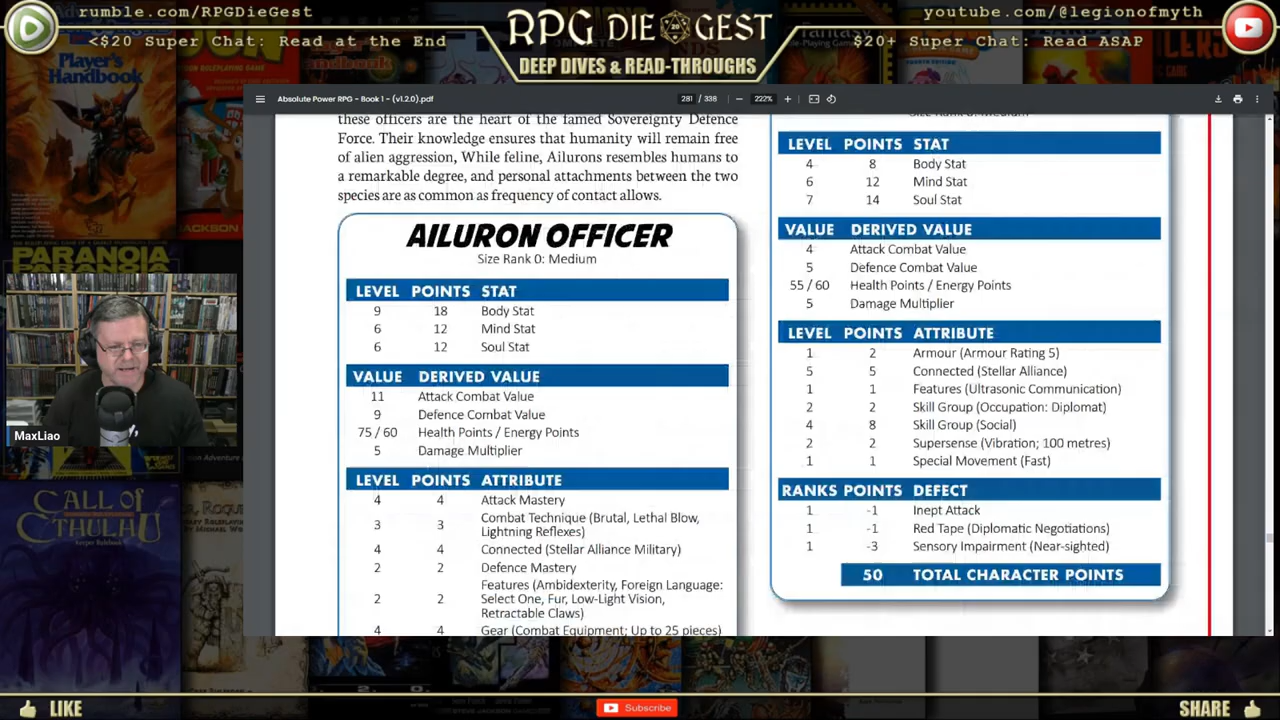 rumble.com/RPGDieGest
<$20 Super Chat: Read at the End
RPG DIE GEST
DEEP DIVES & READ-THROUGHS
youtube.com/@legionofmyth
$20+ Super Chat: Read ASAP
Player's
Handbook
PARANOIA
JACKSON
CALL OF
CTHULHU
MaxLiao
Absolute Power RPG - Book 1 - (v1.2.0).pdf
281 / 338
222%
these officers are the heart of the famed Sovereignty Defence
Force. Their knowledge ensures that humanity will remain free
of alien aggression, While feline, Ailurons resembles humans to
a remarkable degree, and personal attachments between the two
species are as common as frequency of contact allows.
AILURON OFFICER
Size Rank 0: Medium
LEVEL POINTS STAT
9 18 Body Stat
6 12 Mind Stat
6 12 Soul Stat
VALUE DERIVED VALUE
11 Attack Combat Value
9 Defence Combat Value
75 / 60 Health Points / Energy Points
5 Damage Multiplier
LEVEL POINTS ATTRIBUTE
4 4 Attack Mastery
3 3 Combat Technique (Brutal, Lethal Blow,
Lightning Reflexes)
4 4 Connected (Stellar Alliance Military)
2 2 Defence Mastery
2 2 Features (Ambidexterity, Foreign Language:
Select One, Fur, Low-Light Vision,
Retractable Claws)
4 4 Gear (Combat Equipment; Up to 25 pieces)
Size Rank 0: Medium
LEVEL POINTS STAT
4 8 Body Stat
6 12 Mind Stat
7 14 Soul Stat
VALUE DERIVED VALUE
4 Attack Combat Value
5 Defence Combat Value
55 / 60 Health Points / Energy Points
5 Damage Multiplier
LEVEL POINTS ATTRIBUTE
1 2 Armour (Armour Rating 5)
5 5 Connected (Stellar Alliance)
1 1 Features (Ultrasonic Communication)
2 2 Skill Group (Occupation: Diplomat)
4 8 Skill Group (Social)
2 2 Supersense (Vibration; 100 metres)
1 1 Special Movement (Fast)
RANKS POINTS DEFECT
1 -1 Inept Attack
1 -1 Red Tape (Diplomatic Negotiations)
1 -3 Sensory Impairment (Near-sighted)
50 TOTAL CHARACTER POINTS
LIKE
Subscribe
SHARE